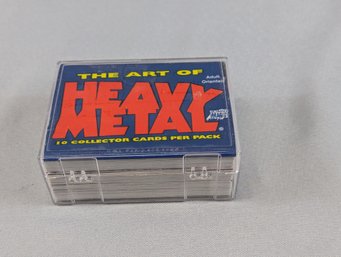 THE ART OF
Adult
Oriented
HEAVY
METAL®
10 COLLECTOR CARDS PER PACK